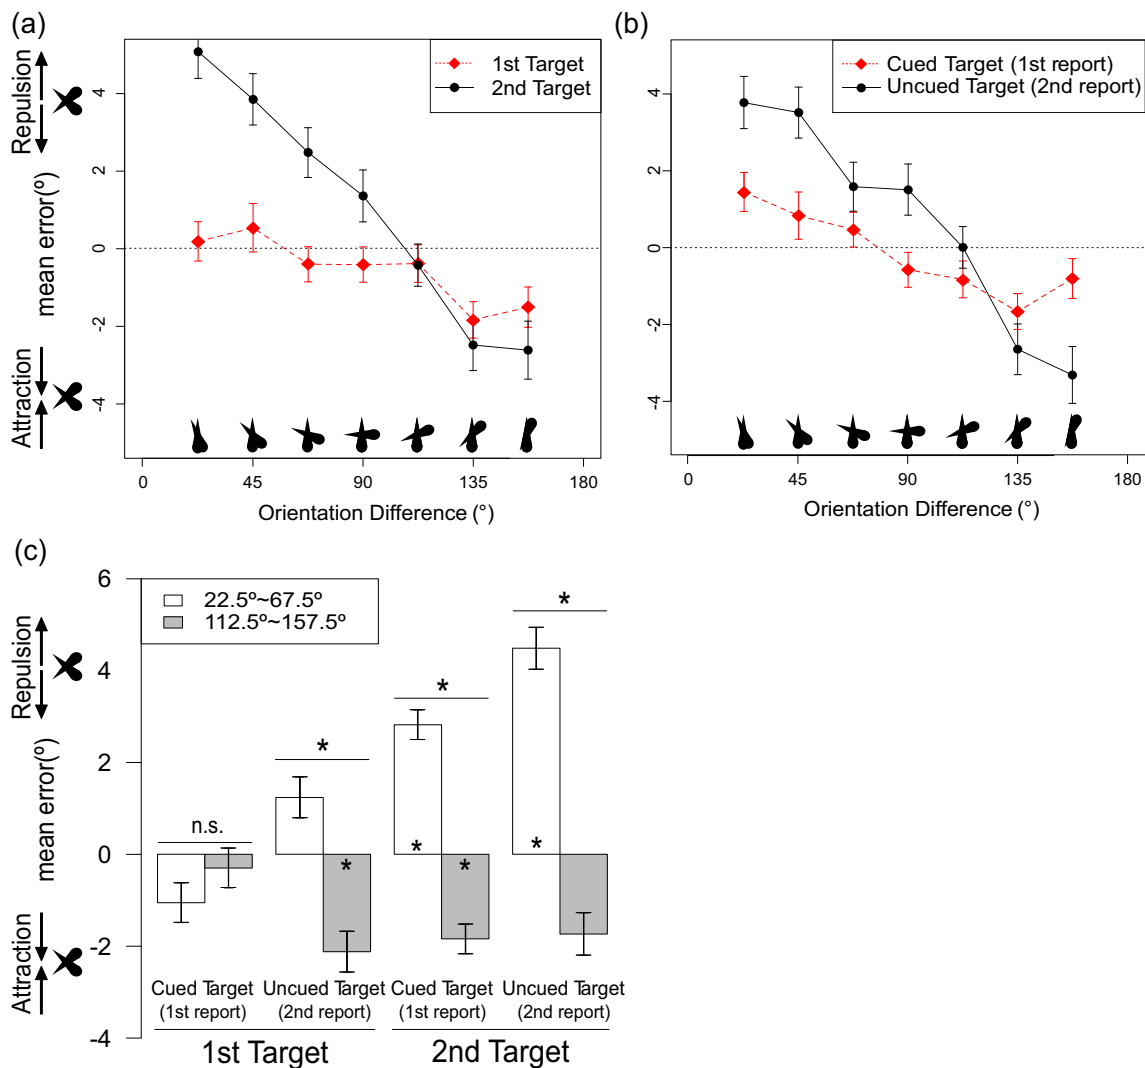 (a)
Repulsion
mean error(º)
Attraction
4
2
0
-2
-4
1st Target
2nd Target
0
45
90
135
180
Orientation Difference (°)
(b)
4
2
0
-2
-4
Cued Target (1st report)
Uncued Target (2nd report)
0
45
90
135
180
Orientation Difference (°)
(c)
Repulsion
mean error(º)
Attraction
6
4
2
0
-2
-4
22.5º~67.5º
112.5º~157.5º
n.s.
*
*
*
*
*
*
*
Cued Target
(1st report)
Uncued Target
(2nd report)
Cued Target
(1st report)
Uncued Target
(2nd report)
1st Target
2nd Target